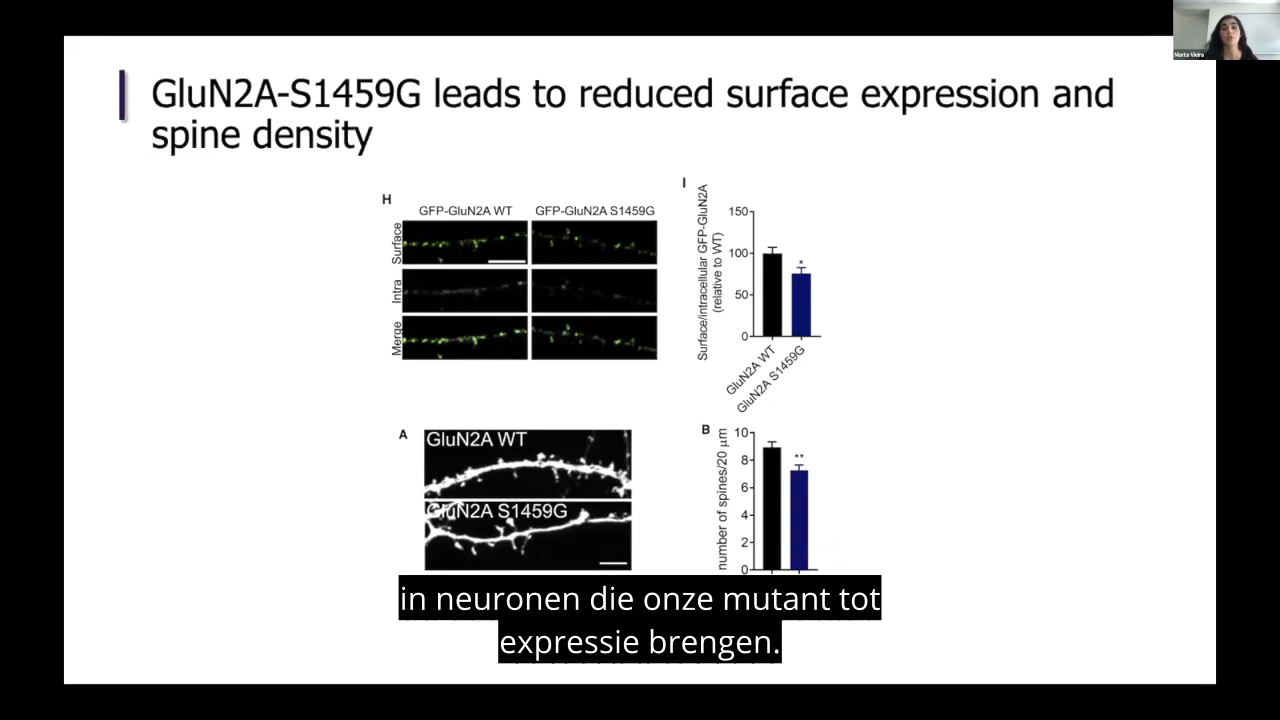 Marta Vieira
GluN2A-S1459G leads to reduced surface expression and
spine density
H
GFP-GluN2A WT
GFP-GluN2A S1459G
Surface
Intra
Merge
I
Surface/intracellular GFP-GluN2A
(relative to WT)
150
100
50
0
*
GluN2A WT
GluN2A S1459G
A
GluN2A WT
GluN2A S1459G
B
number of spines/20 μm
10
8
6
4
2
0
**
in neuronen die onze mutant tot
expressie brengen.